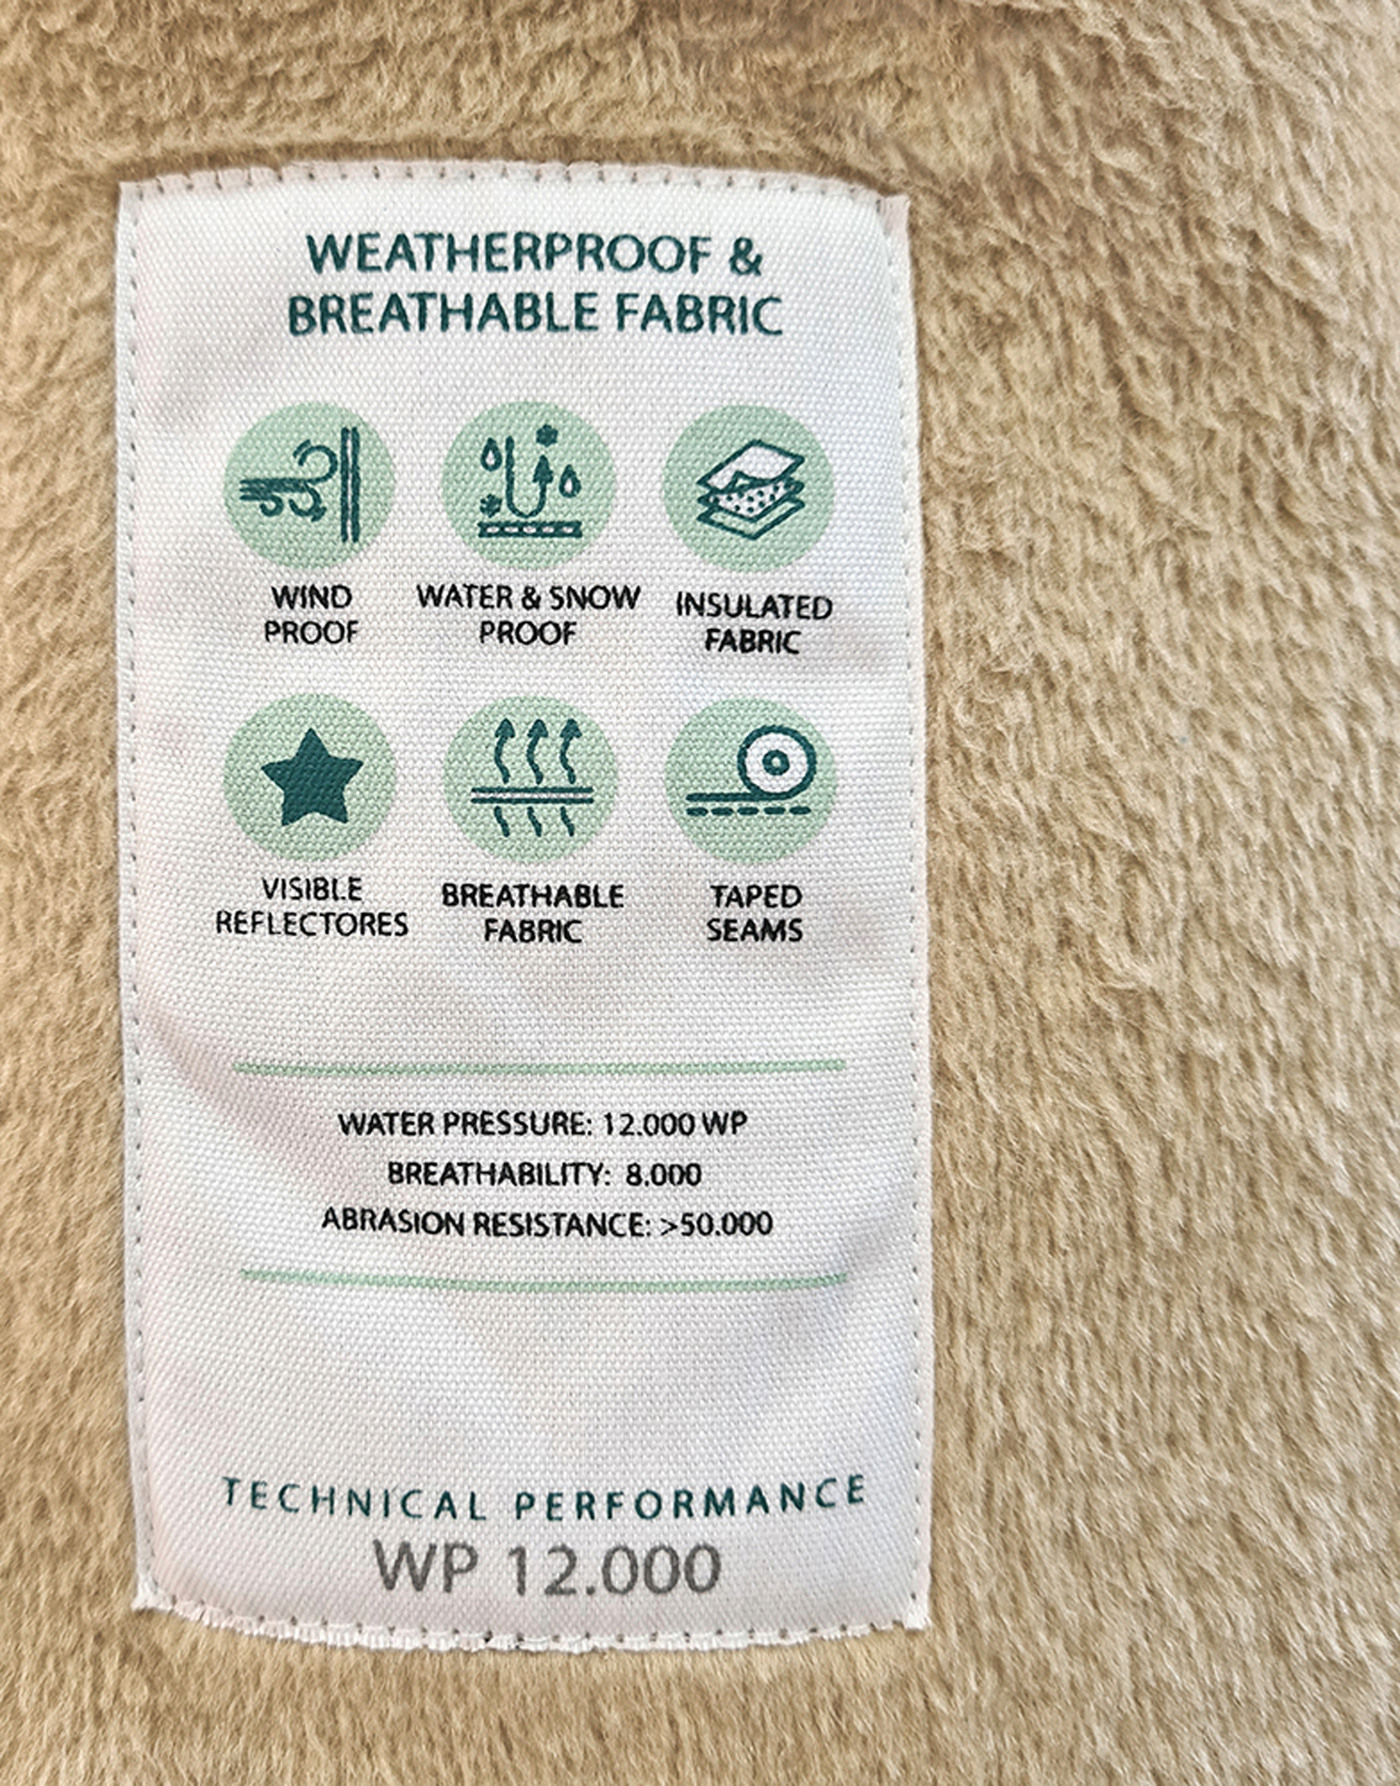 WEATHERPROOF &
BREATHABLE FABRIC
WIND
PROOF
WATER & SNOW
PROOF
INSULATED
FABRIC
VISIBLE
REFLECTORES
BREATHABLE
FABRIC
TAPED
SEAMS
WATER PRESSURE: 12.000 WP
BREATHABILITY: 8.000
ABRASION RESISTANCE: >50.000
TECHNICAL PERFORMANCE
WP 12.000